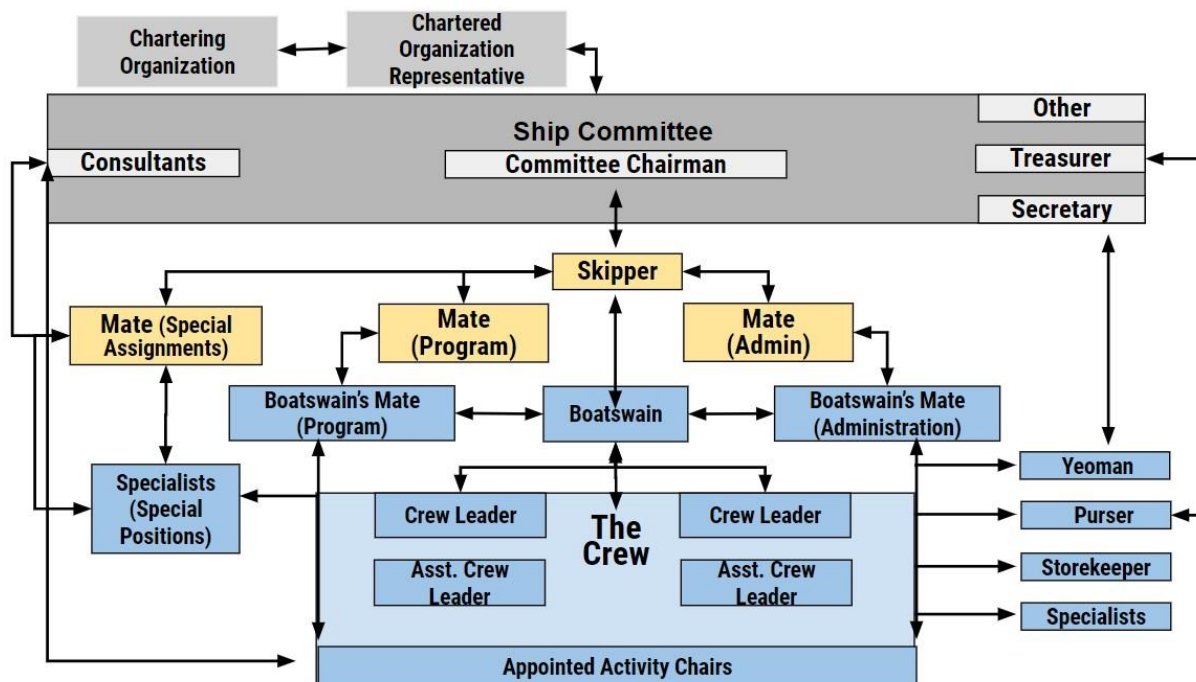 Chartering
Organization
Chartered
Organization
Representative
Other
Ship Committee
Consultants
Committee Chairman
Treasurer
Secretary
Skipper
Mate (Special
Assignments)
Mate
(Program)
Mate
(Admin)
Boatswain's Mate
(Program)
Boatswain
Boatswain's Mate
(Administration)
Yeoman
Specialists
(Special
Positions)
Crew Leader
The
Crew
Crew Leader
Purser
Asst. Crew
Leader
Asst. Crew
Leader
Storekeeper
Specialists
Appointed Activity Chairs